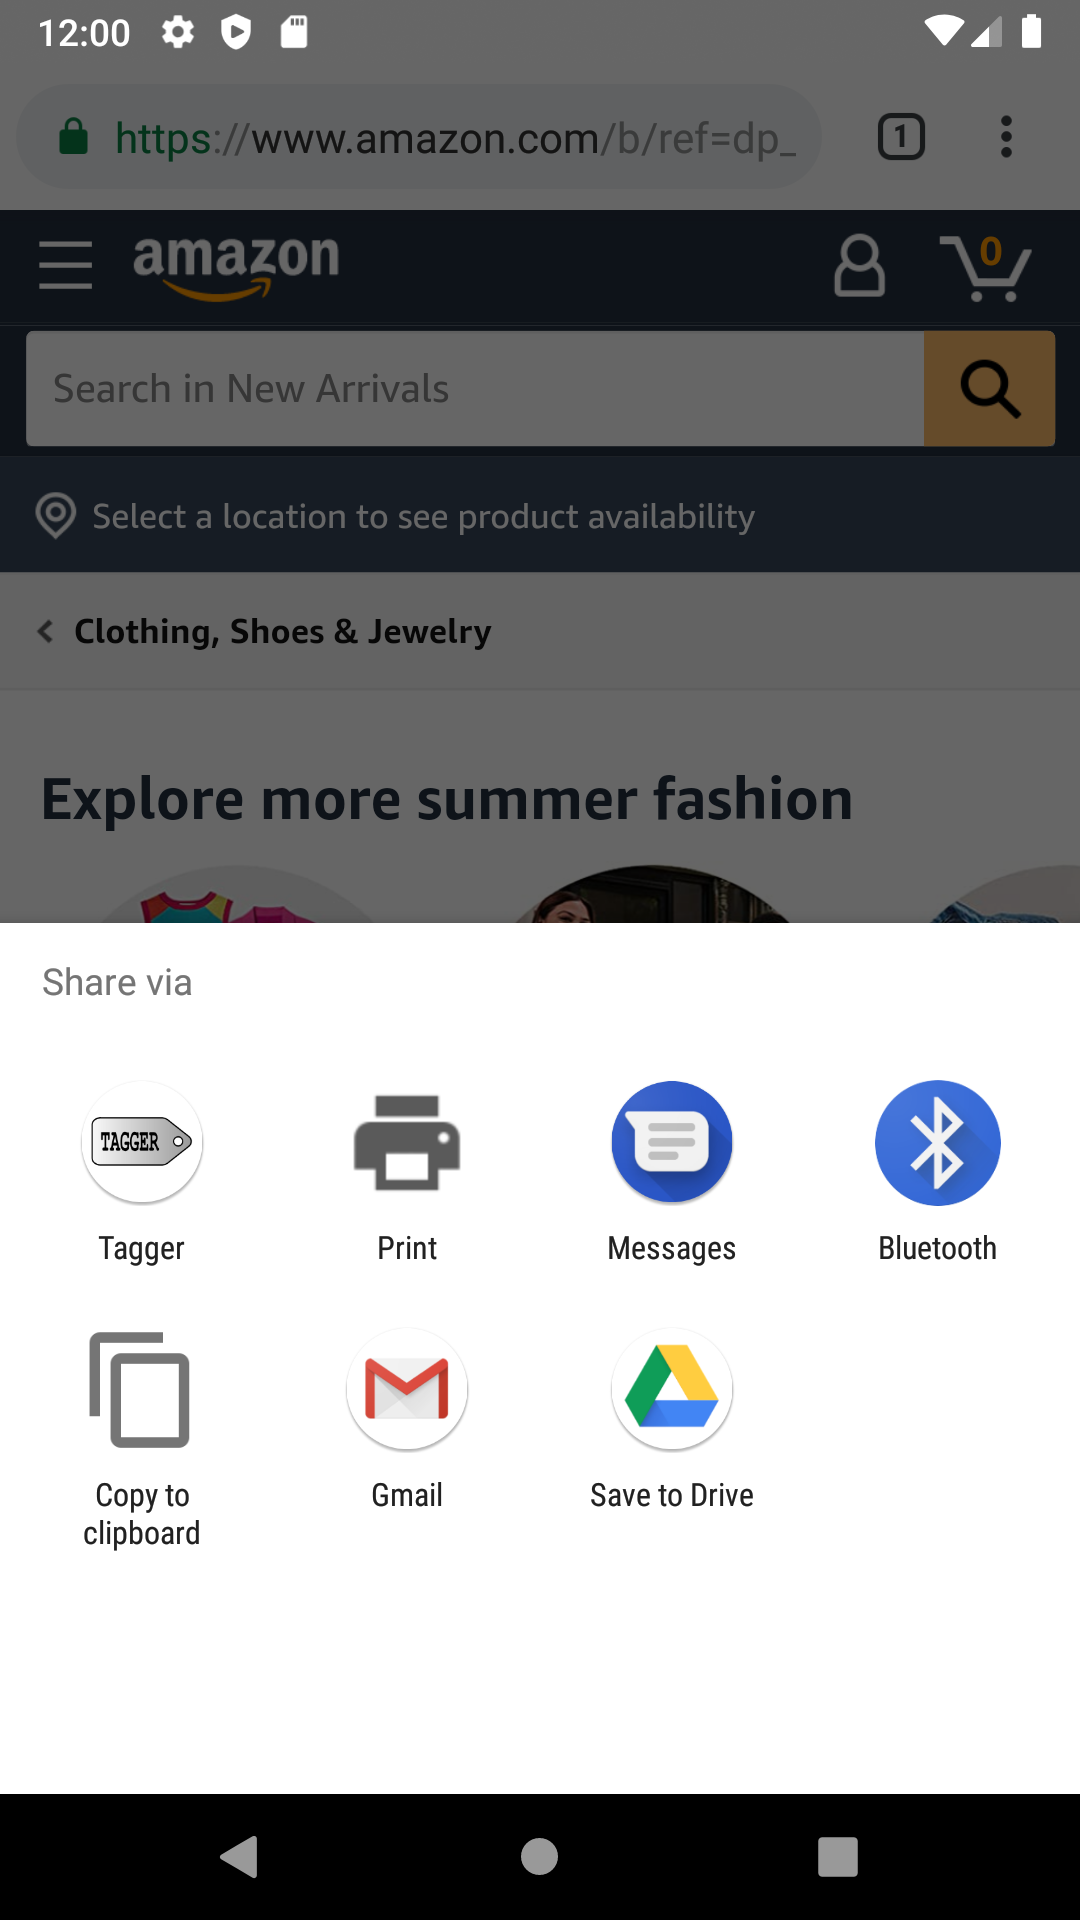 12:00
https://www.amazon.com/b/ref=dp_
1
amazon
0
Search in New Arrivals
Select a location to see product availability
Clothing, Shoes & Jewelry
Explore more summer fashion
Share via
TAGGER
Tagger
Print
Messages
Bluetooth
Copy to
clipboard
Gmail
Save to Drive